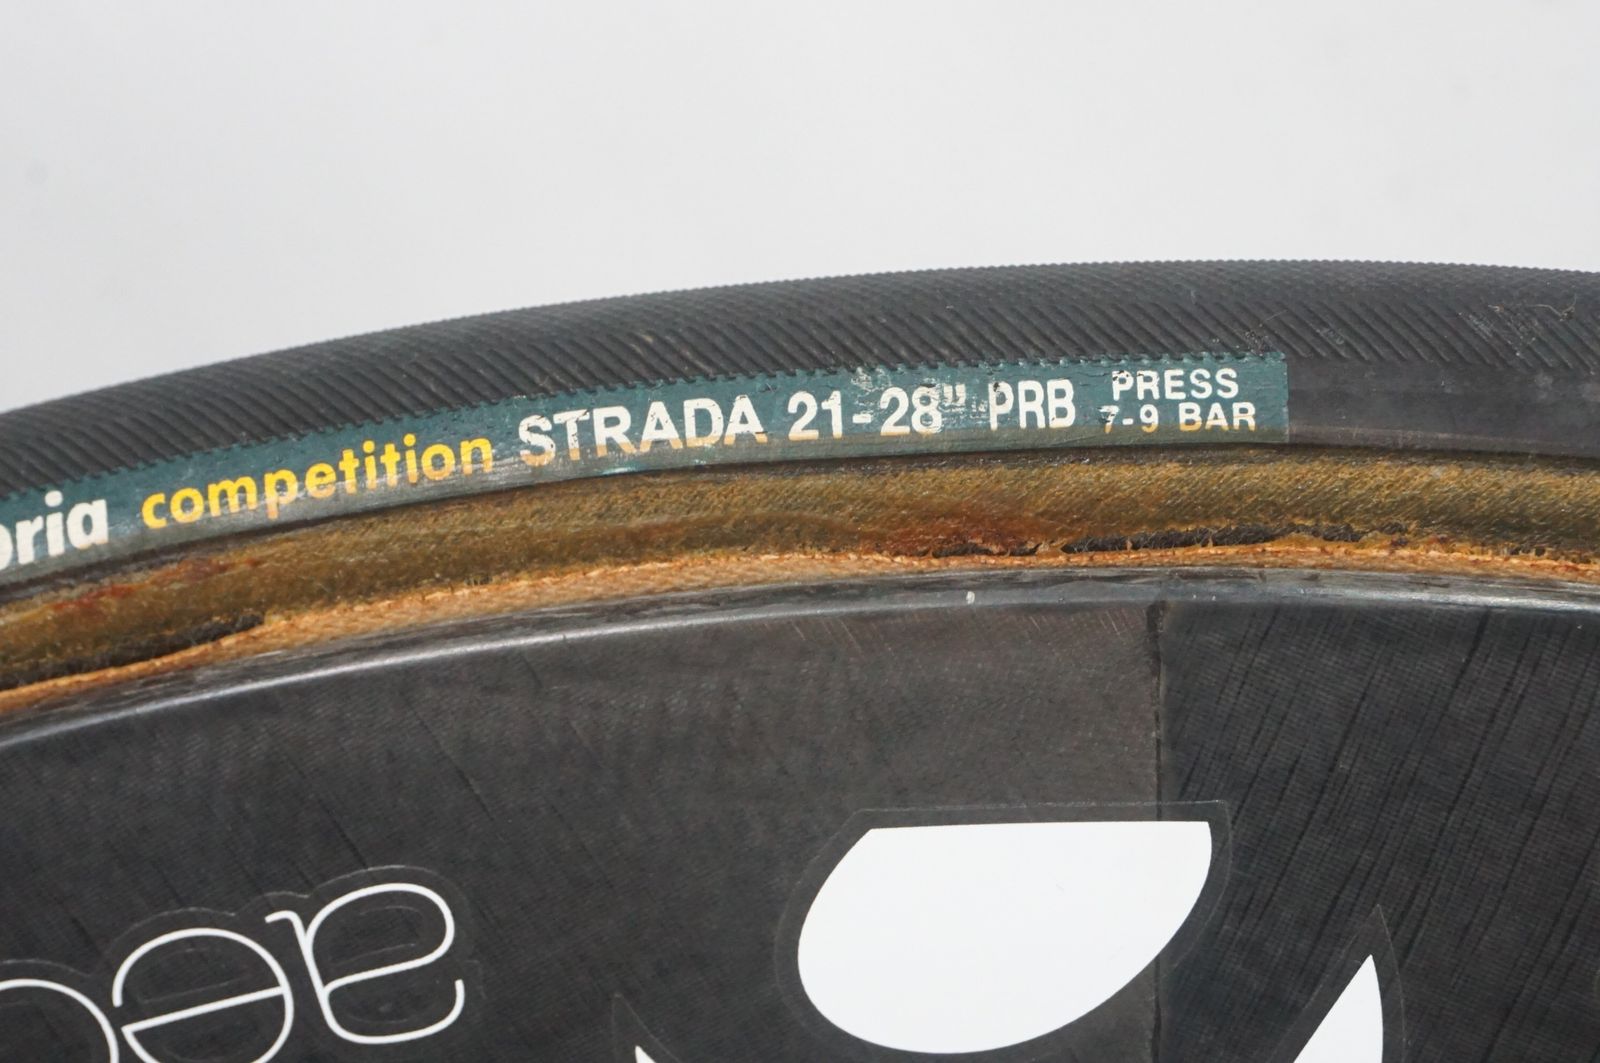 oria competition STRADA 21-28" PRB PRESS
7-9 BAR